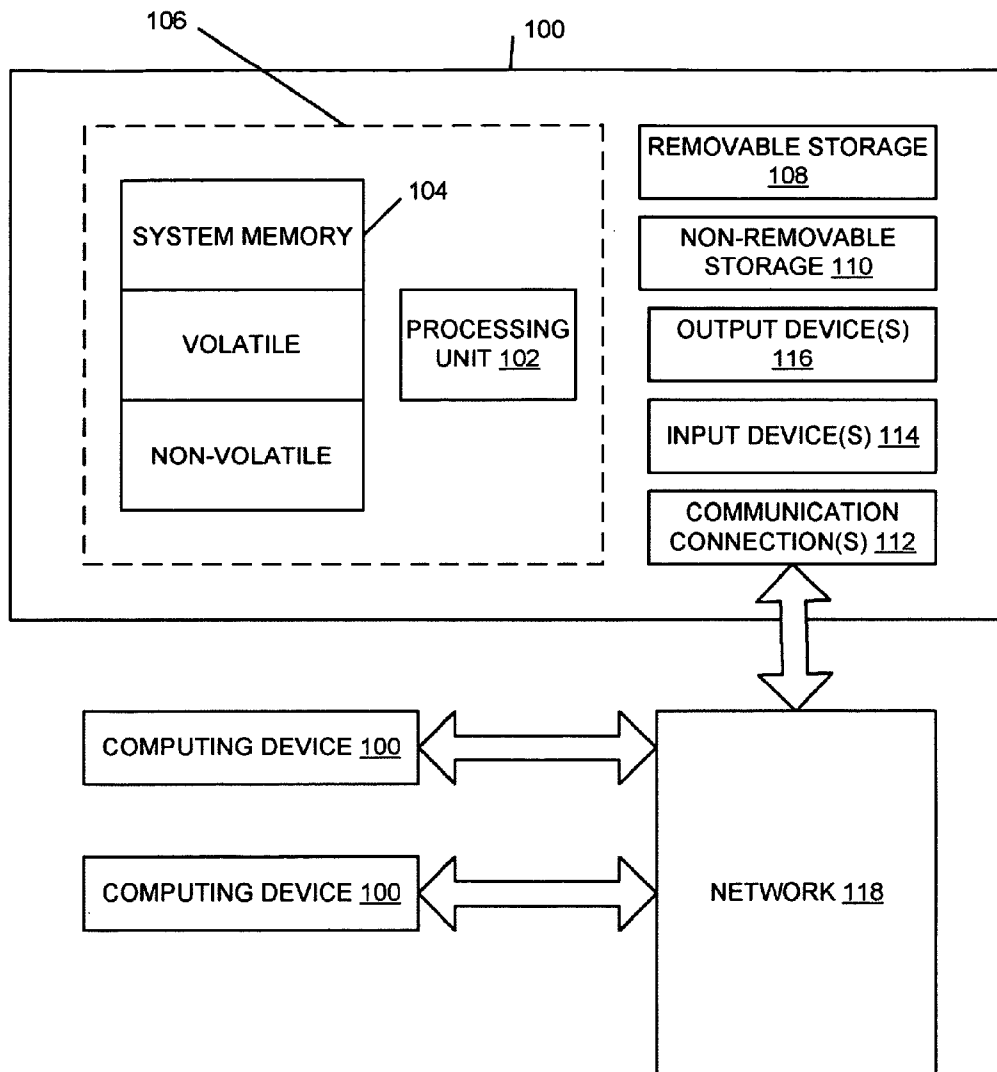 106
100
REMOVABLE STORAGE
108
104
SYSTEM MEMORY
NON-REMOVABLE
STORAGE 110
VOLATILE
PROCESSING
UNIT 102
OUTPUT DEVICE(S)
116
NON-VOLATILE
INPUT DEVICE(S) 114
COMMUNICATION
CONNECTION(S) 112
COMPUTING DEVICE 100
COMPUTING DEVICE 100
NETWORK 118